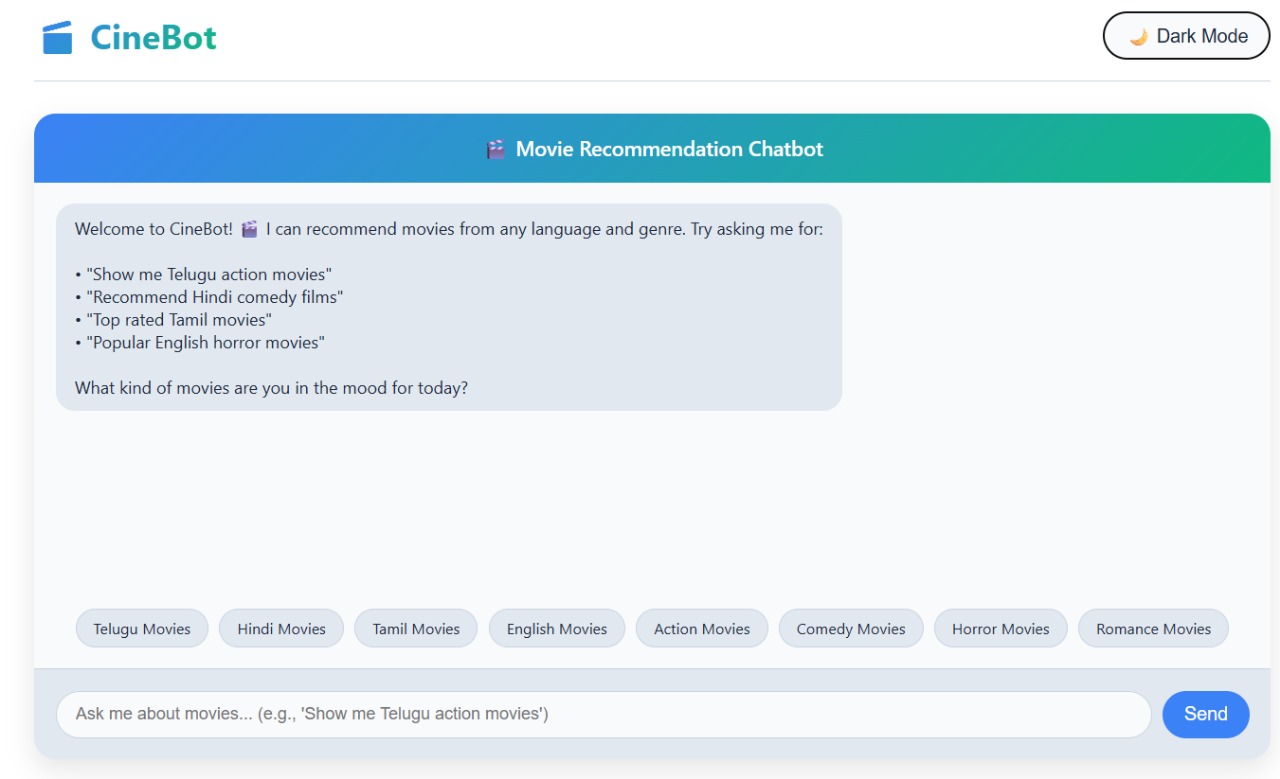 CineBot
🌙 Dark Mode
🎬 Movie Recommendation Chatbot
Welcome to CineBot! 🎬 I can recommend movies from any language and genre. Try asking me for:
• "Show me Telugu action movies"
• "Recommend Hindi comedy films"
• "Top rated Tamil movies"
• "Popular English horror movies"
What kind of movies are you in the mood for today?
Telugu Movies Hindi Movies Tamil Movies English Movies Action Movies Comedy Movies Horror Movies Romance Movies
Ask me about movies... (e.g., 'Show me Telugu action movies')
Send